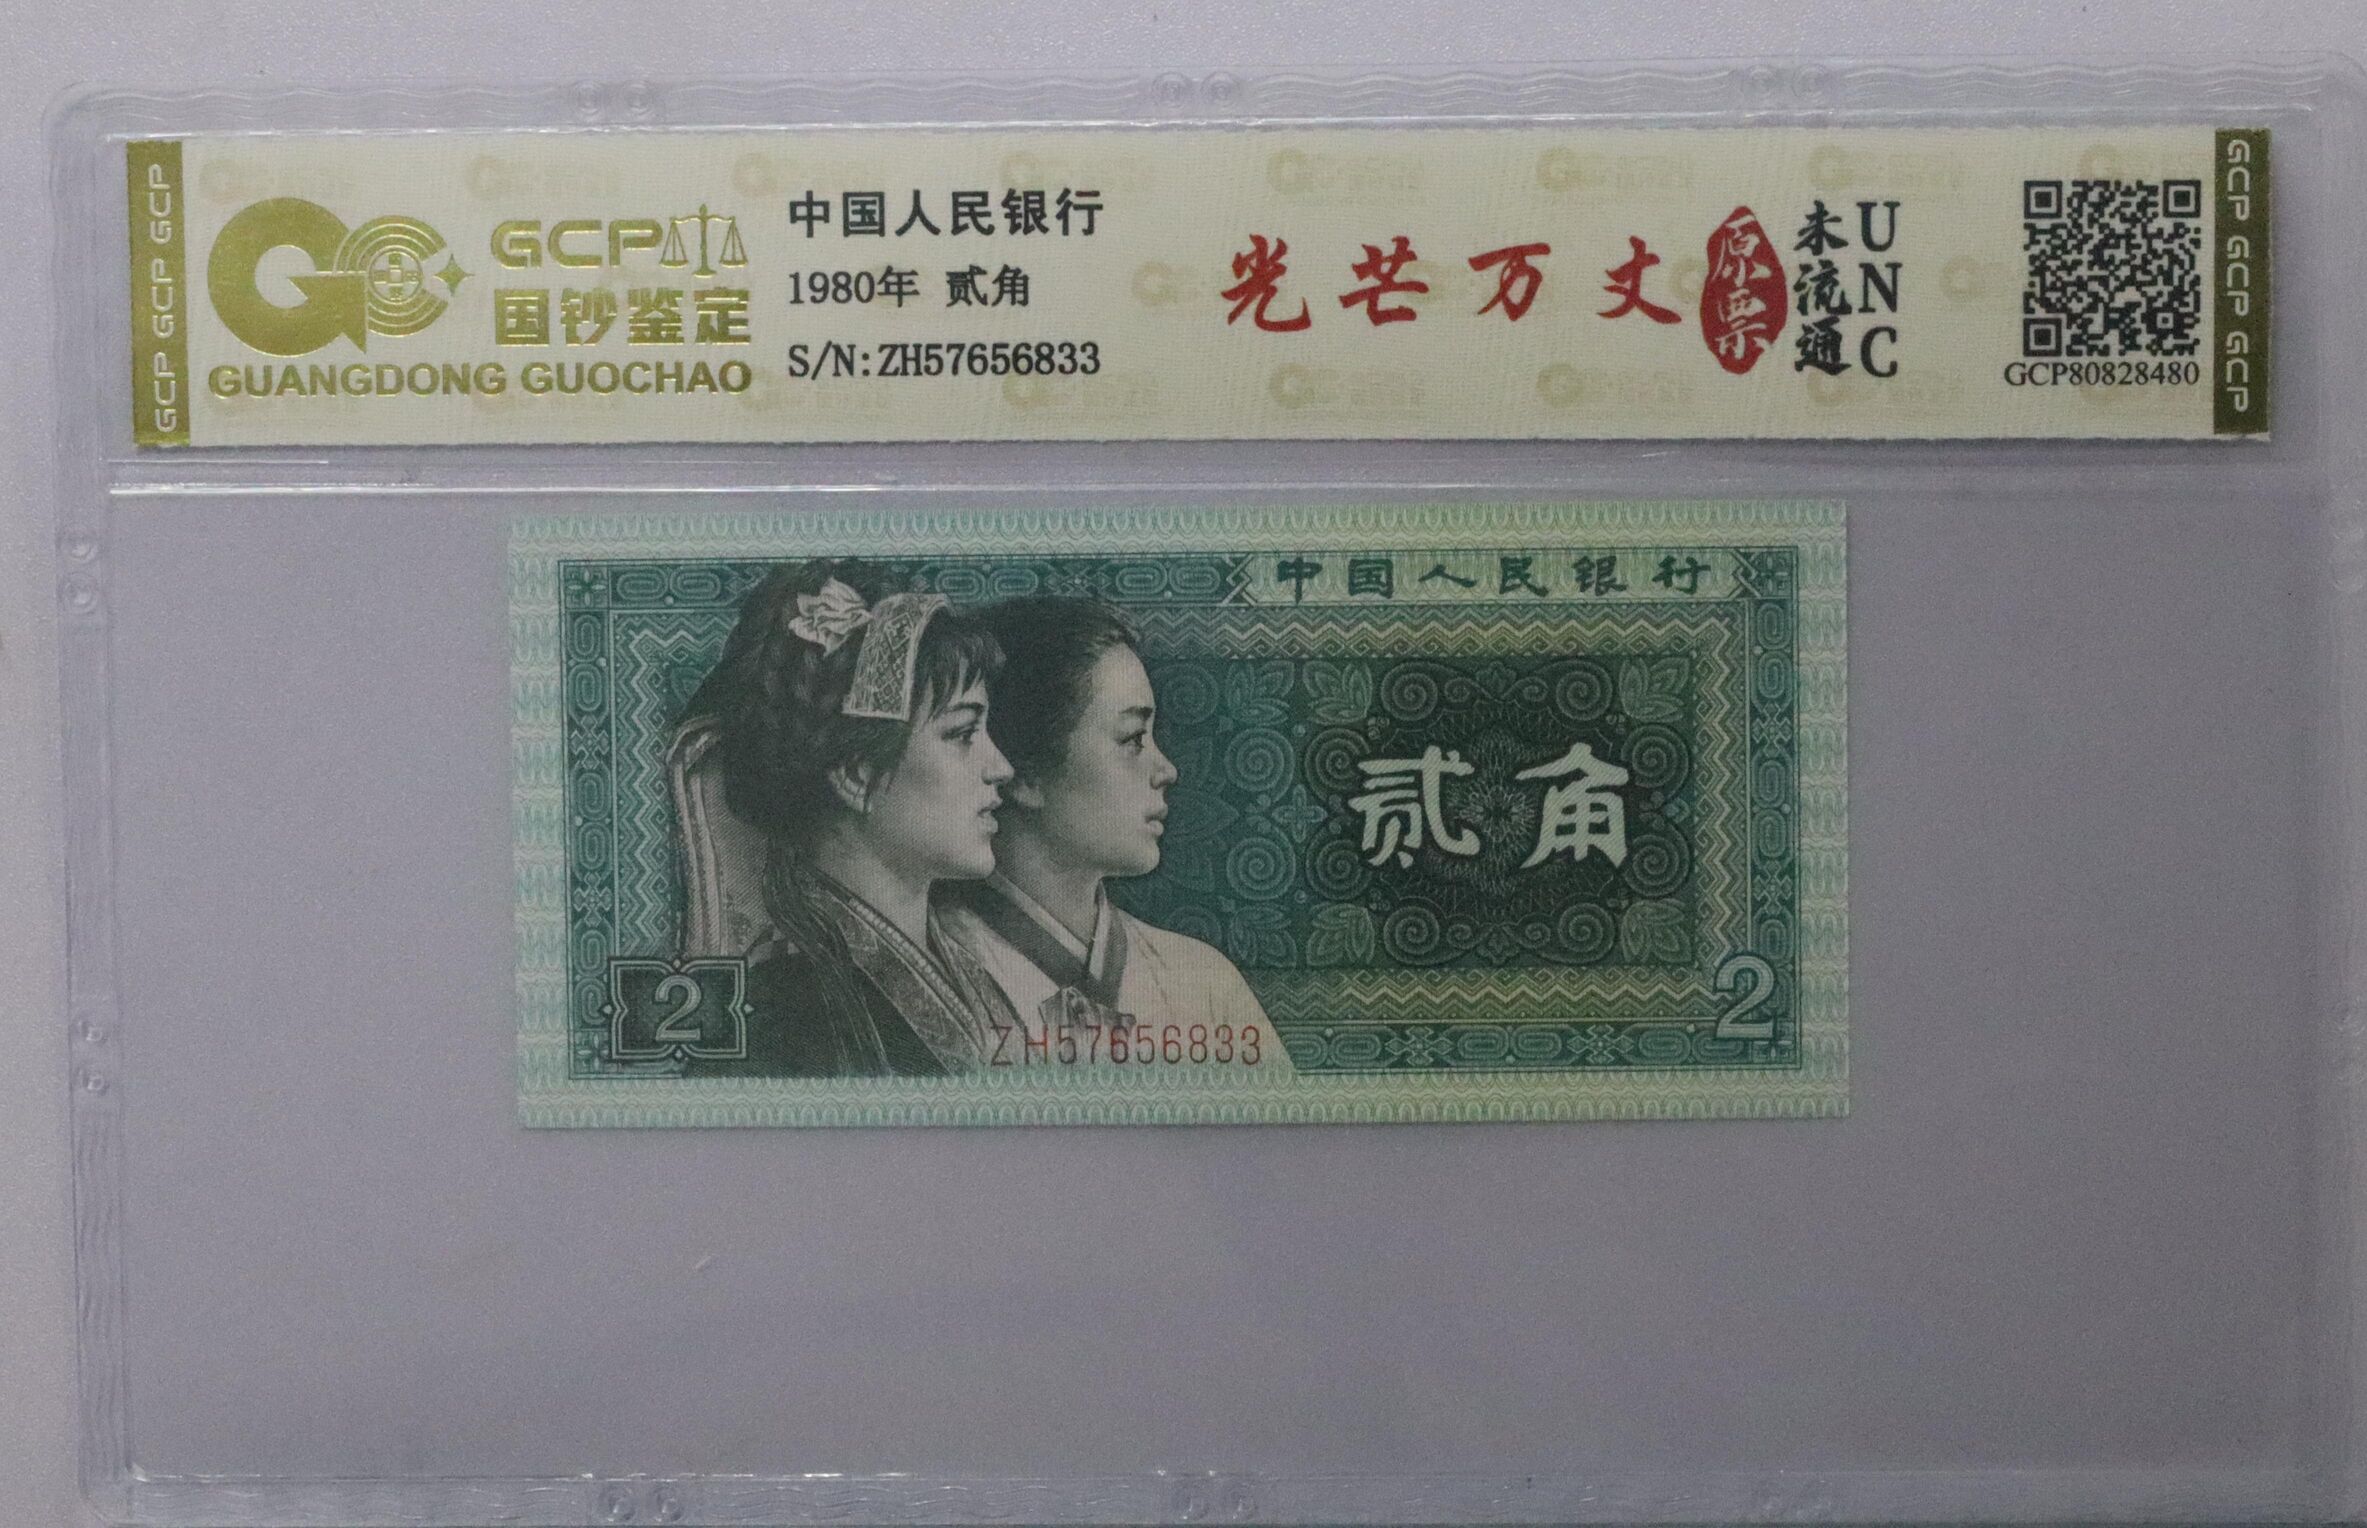 GCP GCP GCP
GCP
国钞鉴定
GUANGDONG GUOCHAO
中国人民银行
1980年 贰角
S/N:ZH57656833
光芒万丈
原票
未流通
UNC
GCP80828480
GCP GCP GCP
中国人民银行
贰角
2
2
ZH57656833